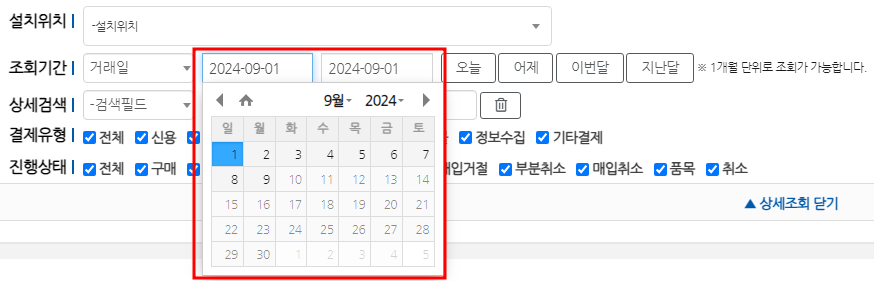 설치위치 -설치위치
조회기간 거래일 2024-09-01 2024-09-01 오늘 어제 이번달 지난달 ※ 1개월 단위로 조회가 가능합니다.
상세검색 -검색필드
9월 2024
일 월 화 수 목 금 토
1 2 3 4 5 6 7
8 9 10 11 12 13 14
15 16 17 18 19 20 21
22 23 24 25 26 27 28
29 30 1 2 3 4 5
결제유형 전체 신용 정보수집 기타결제
진행상태 전체 구매 매입거절 부분취소 매입취소 품목 취소
▲ 상세조회 닫기